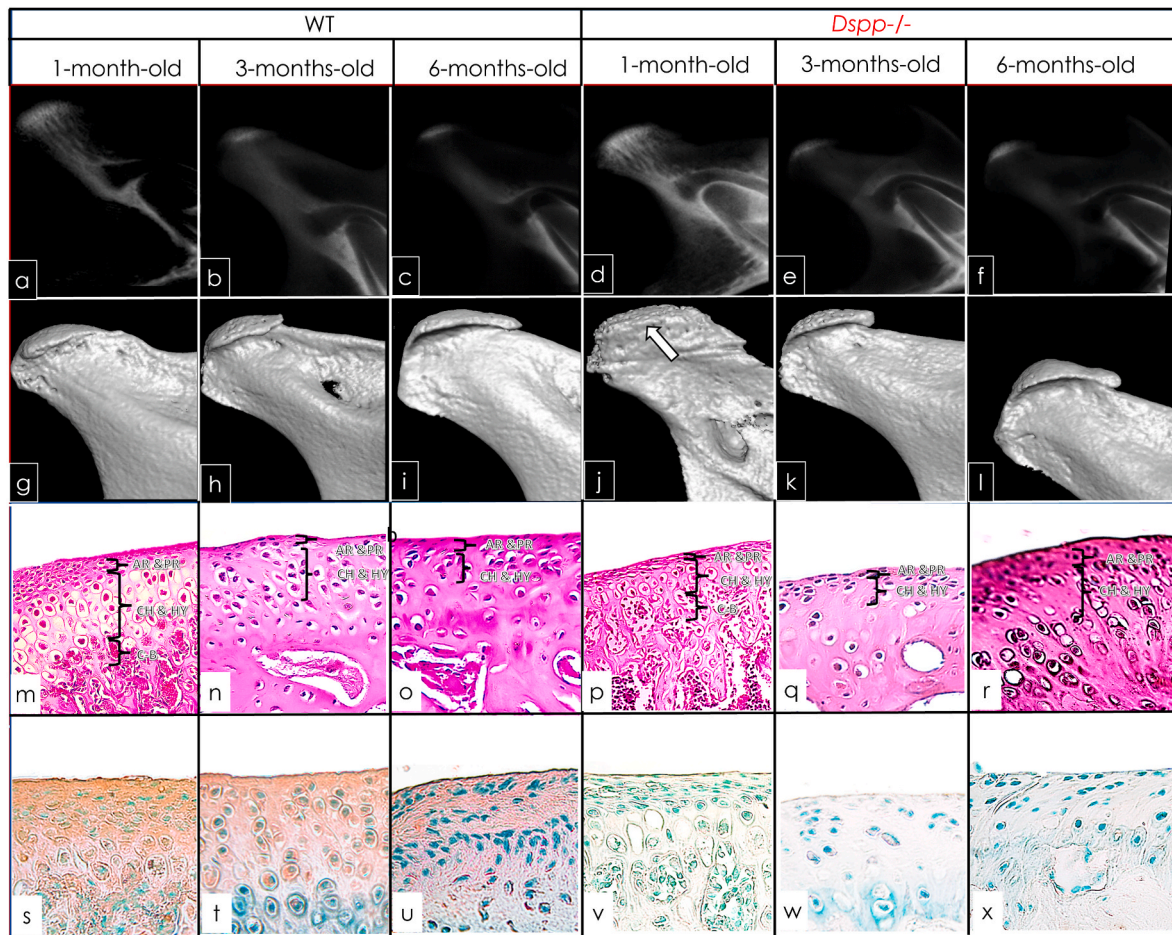 WT
Dspp-/-
1-month-old
3-months-old
6-months-old
1-month-old
3-months-old
6-months-old
a
b
c
d
e
f
g
h
i
j
k
l
AR &PR
CH & HY
C-B
m
AR &PR
CH & HY
n
AR &PR
CH & HY
o
AR &PR
CH & HY
C-B
p
AR &PR
CH & HY
q
AR &PR
CH & HY
r
s
t
u
v
w
x